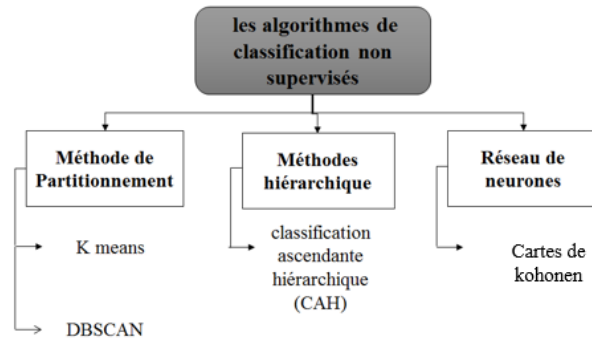 les algorithmes de
classification non
supervisés
Méthode de
Partitionnement
Méthodes
hiérarchique
Réseau de
neurones
K means
DBSCAN
classification
ascendante
hiérarchique
(CAH)
Cartes de
kohonen